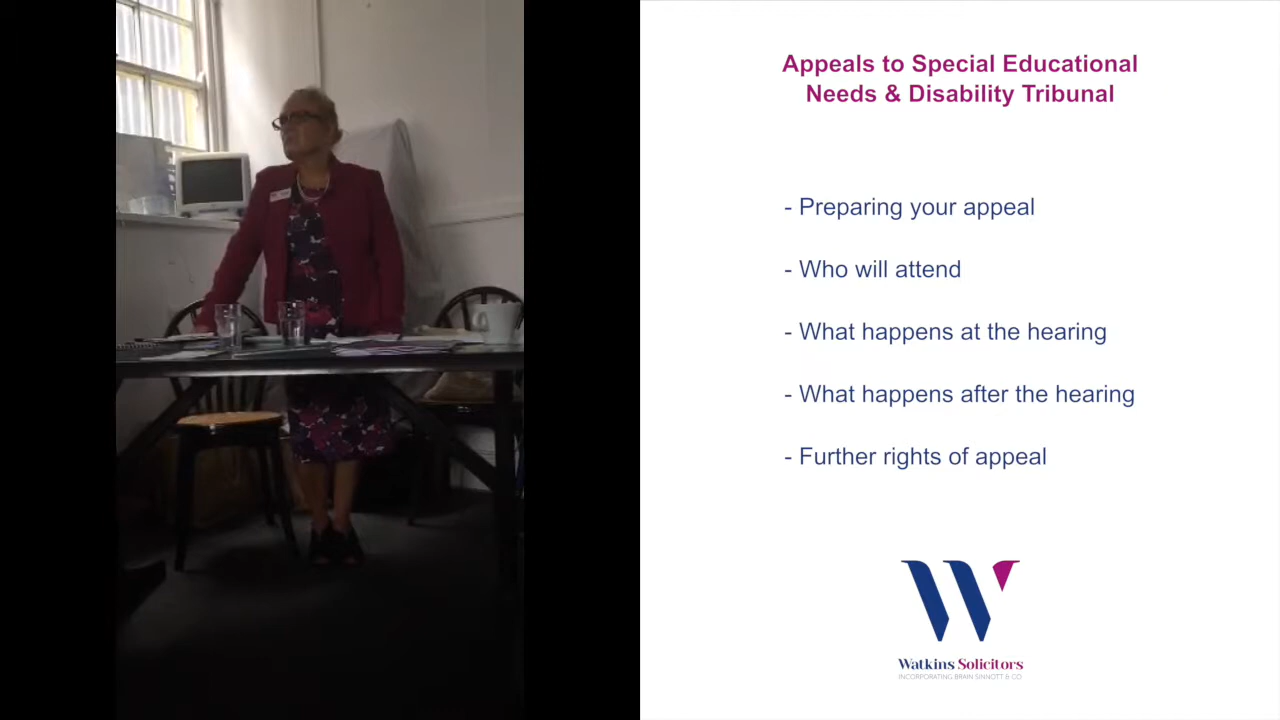 Appeals to Special Educational
Needs & Disability Tribunal
- Preparing your appeal
- Who will attend
- What happens at the hearing
- What happens after the hearing
- Further rights of appeal
Watkins Solicitors
INCORPORATING BRAIN SINNOTT & CO